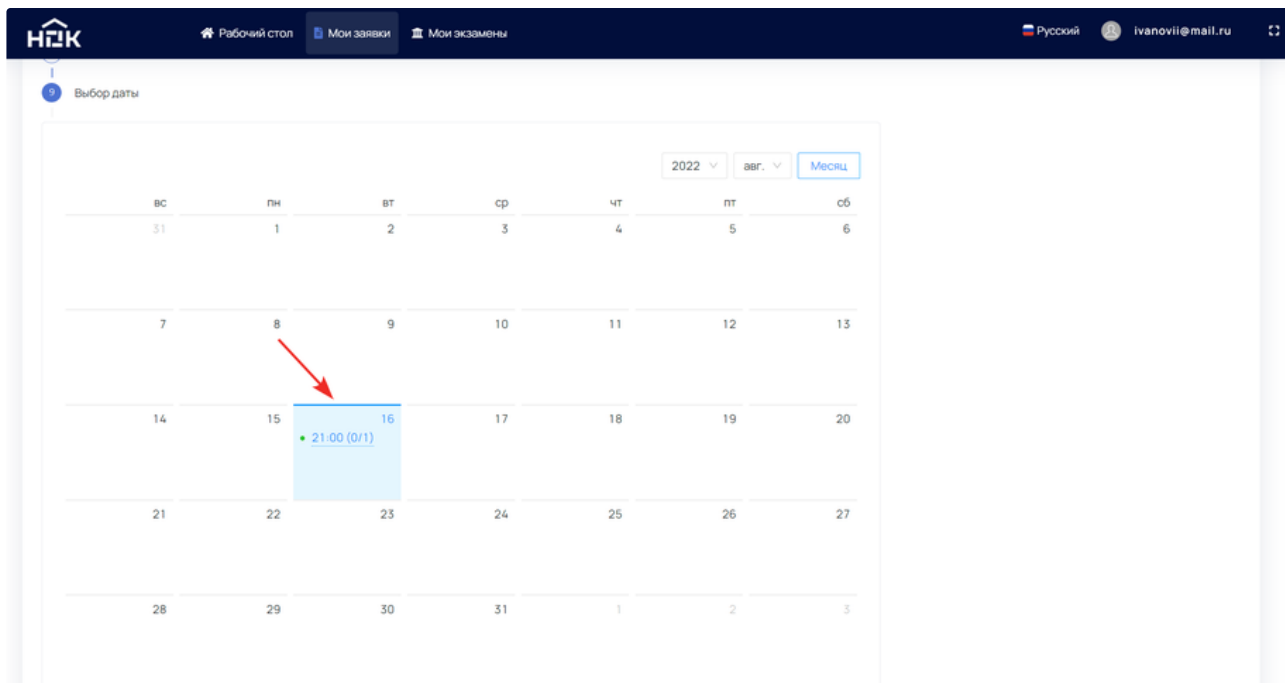 НОК Рабочий стол Мои заявки Мои экзамены Русский ivanovii@mail.ru
9 Выбор даты
2022 авг. Месяц
вс пн вт ср чт пт сб
31 1 2 3 4 5 6
7 8 9 10 11 12 13
14 15 16 17 18 19 20
21:00 (0/1)
21 22 23 24 25 26 27
28 29 30 31 1 2 3